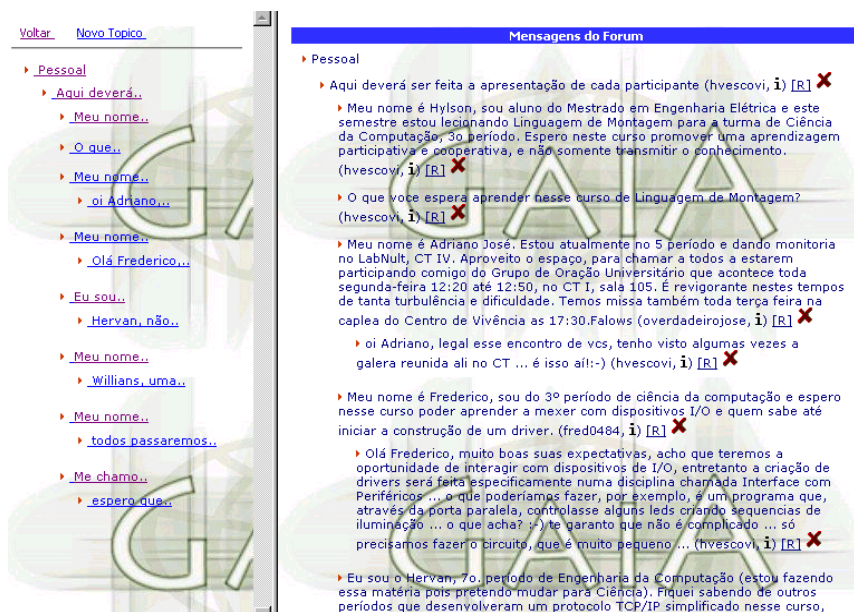 Voltar Novo Topico
Pessoal
Aqui deverá..
Meu nome..
O que..
Meu nome..
oi Adriano,..
Meu nome..
Olá Frederico,..
Eu sou..
Hervan, não..
Meu nome..
Willians, uma..
Meu nome..
todos passaremos..
Me chamo..
espero que..
Mensagens do Forum
Pessoal
Aqui deverá ser feita a apresentação de cada participante (hvescovi, i) [R]
Meu nome é Hylson, sou aluno do Mestrado em Engenharia Elétrica e este
semestre estou lecionando Linguagem de Montagem para a turma de Ciência
da Computação, 3o período. Espero neste curso promover uma aprendizagem
participativa e cooperativa, e não somente transmitir o conhecimento.
(hvescovi, i) [R]
O que voce espera aprender nesse curso de Linguagem de Montagem?
(hvescovi, i) [R]
Meu nome é Adriano José. Estou atualmente no 5 período e dando monitoria
no LabNult, CT IV. Aproveito o espaço, para chamar a todos a estarem
participando comigo do Grupo de Oração Universitário que acontece toda
segunda-feira 12:20 até 12:50, no CT I, sala 105. É revigorante nestes tempos
de tanta turbulência e dificuldade. Temos missa também toda terça feira na
caplea do Centro de Vivência as 17:30.Falows (overdadeirojose, i) [R]
oi Adriano, legal esse encontro de vcs, tenho visto algumas vezes a
galera reunida ali no CT ... é isso aí!:-) (hvescovi, i) [R]
Meu nome é Frederico, sou do 3º período de ciência da computação e espero
nesse curso poder aprender a mexer com dispositivos I/O e quem sabe até
iniciar a construção de um driver. (fred0484, i) [R]
Olá Frederico, muito boas suas expectativas, acho que teremos a
oportunidade de interagir com dispositivos de I/O, entretanto a criação de
drivers será feita especificamente numa disciplina chamada Interface com
Periféricos ... o que poderíamos fazer, por exemplo, é um programa que,
através da porta paralela, controlasse alguns leds criando sequencias de
iluminação ... o que acha? :-) te garanto que não é complicado ... só
precisamos fazer o circuito, que é muito pequeno ... (hvescovi, i) [R]
Eu sou o Hervan, 7o. período de Engenharia da Computação (estou fazendo
essa matéria pois pretendo mudar para Ciência). Fiquei sabendo de outros
períodos que desenvolveram um protocolo TCP/IP simplificado nesse curso,
GAIA
GAIA